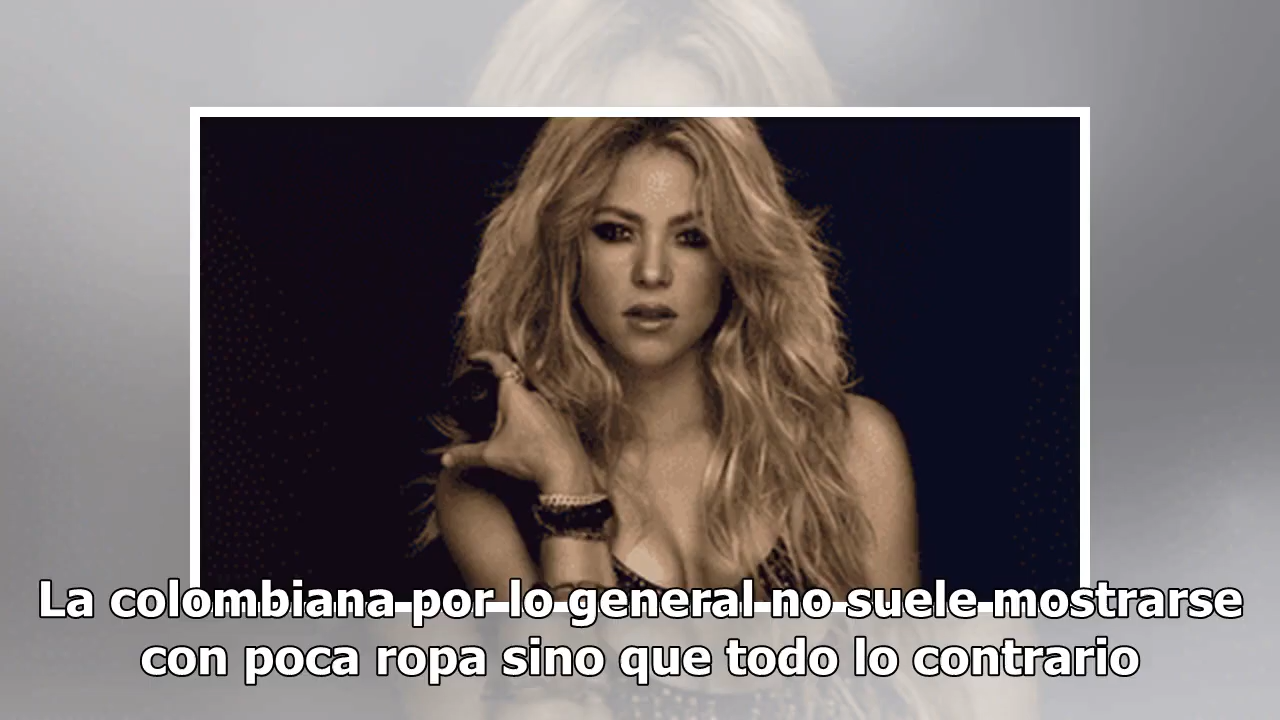 La colombiana por lo general no suele mostrarse
con poca ropa sino que todo lo contrario